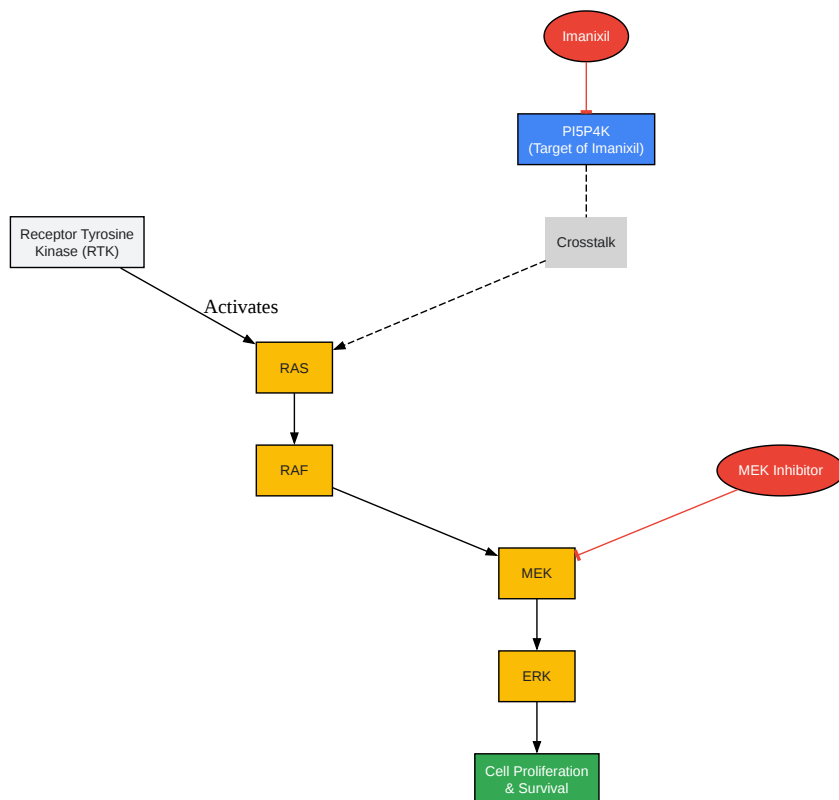 Imanixil
PI5P4K
(Target of Imanixil)
Crosstalk
Receptor Tyrosine
Kinase (RTK)
Activates
RAS
RAF
MEK Inhibitor
MEK
ERK
Cell Proliferation
& Survival